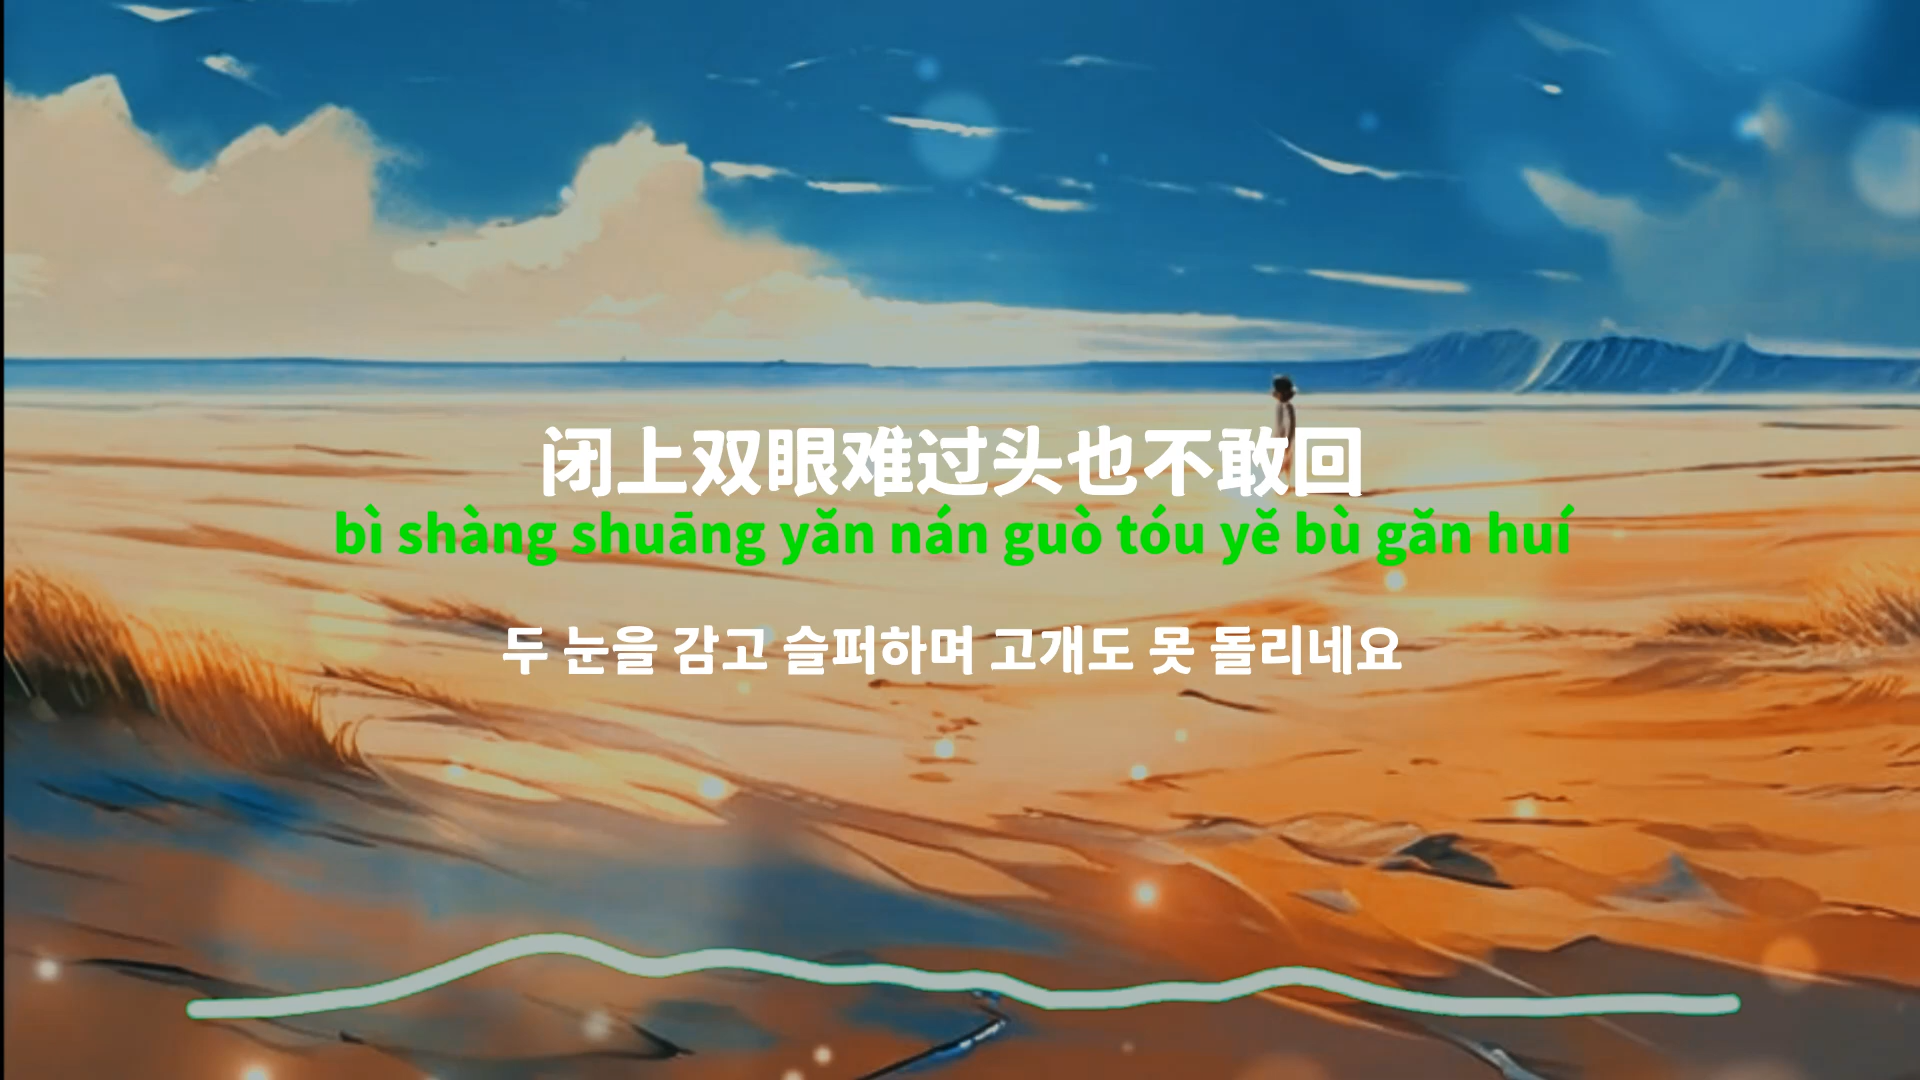 闭上双眼难过头也不敢回
bì shàng shuāng yǎn nán guò tóu yě bù gǎn huí
두 눈을 감고 슬퍼하며 고개도 못 돌리네요